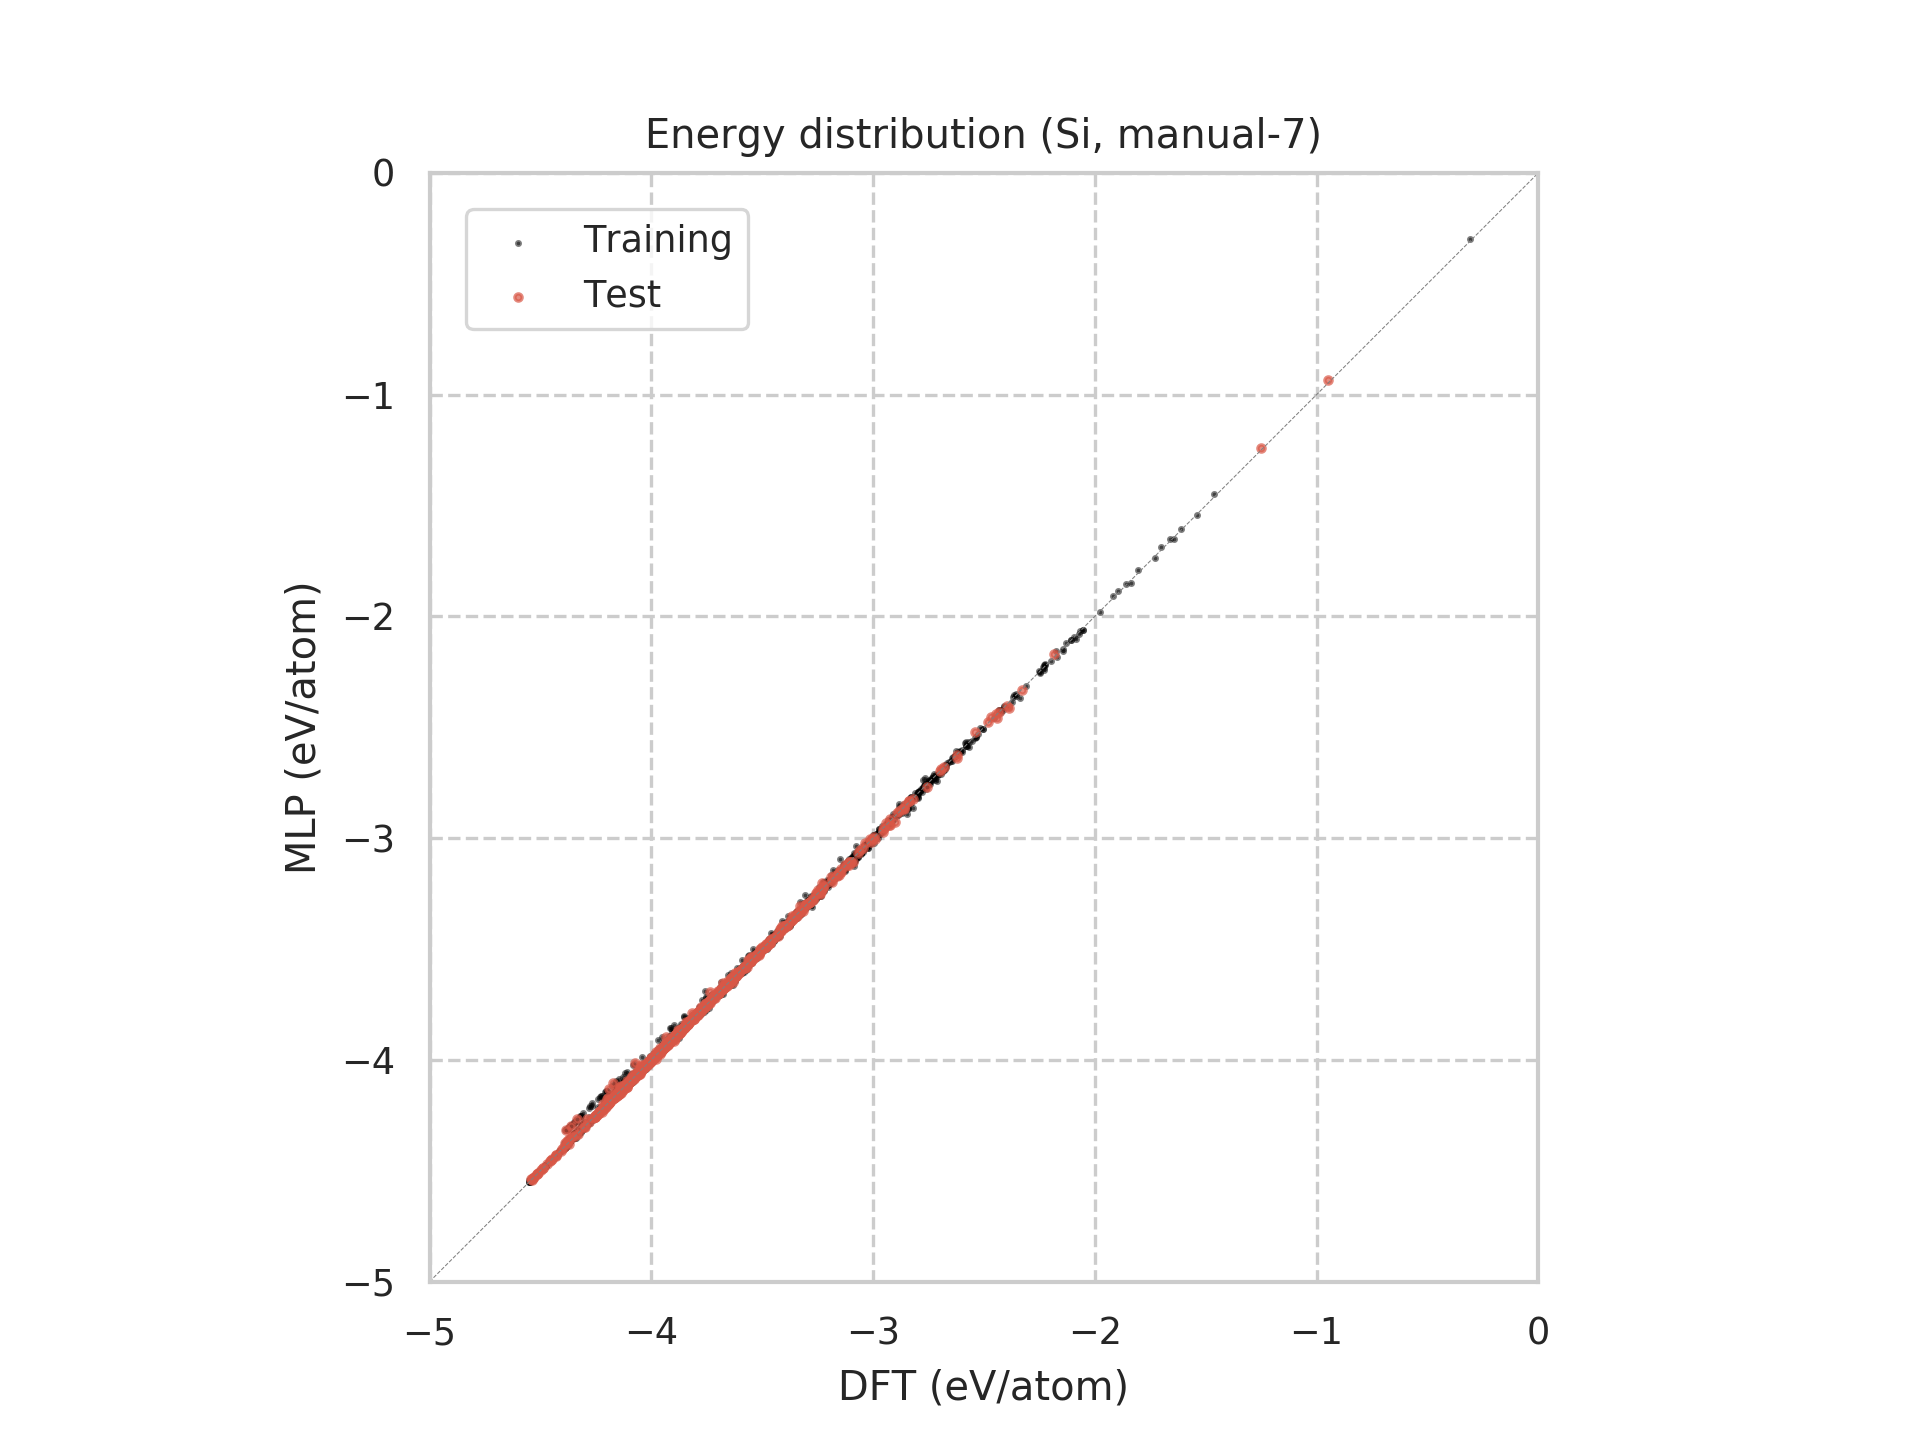 Energy distribution (Si, manual-7)
0
−1
−2
−3
−4
−5
MLP (eV/atom)
Training
Test
−5
−4
−3
−2
−1
0
DFT (eV/atom)